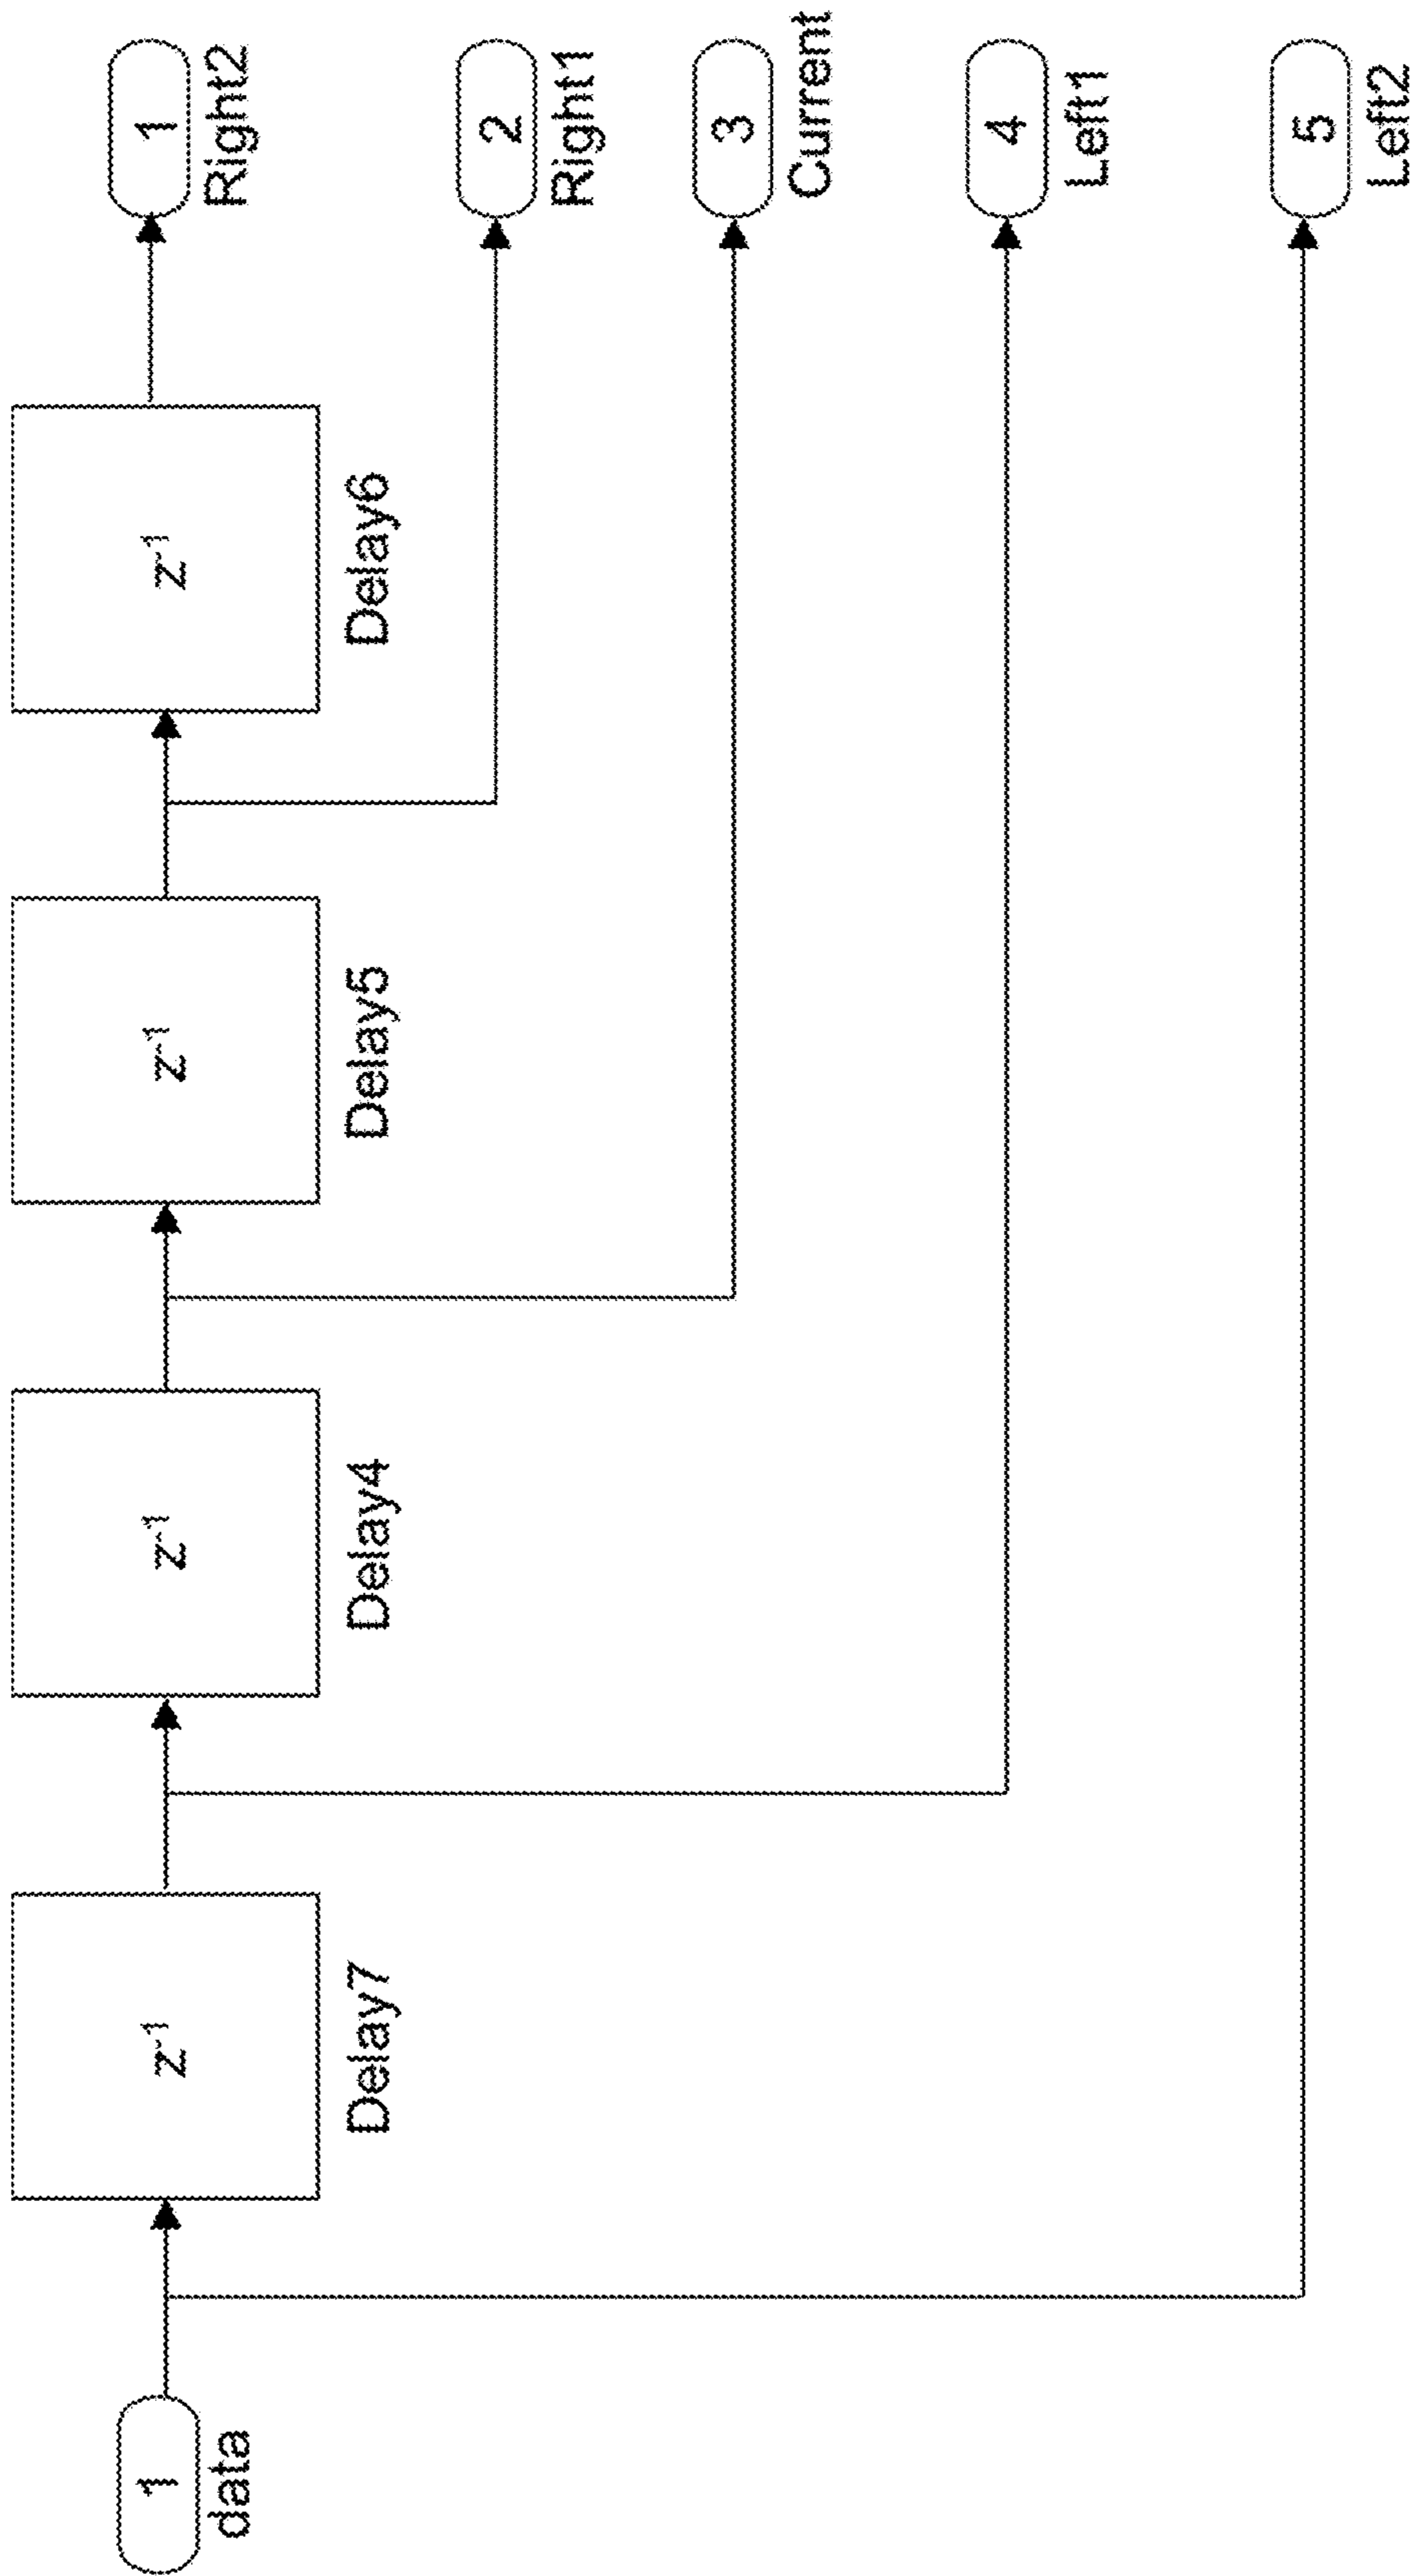 1
data
z-1
Delay7
z-1
Delay4
z-1
Delay5
z-1
Delay6
1
Right2
2
Right1
3
Current
4
Left1
5
Left2